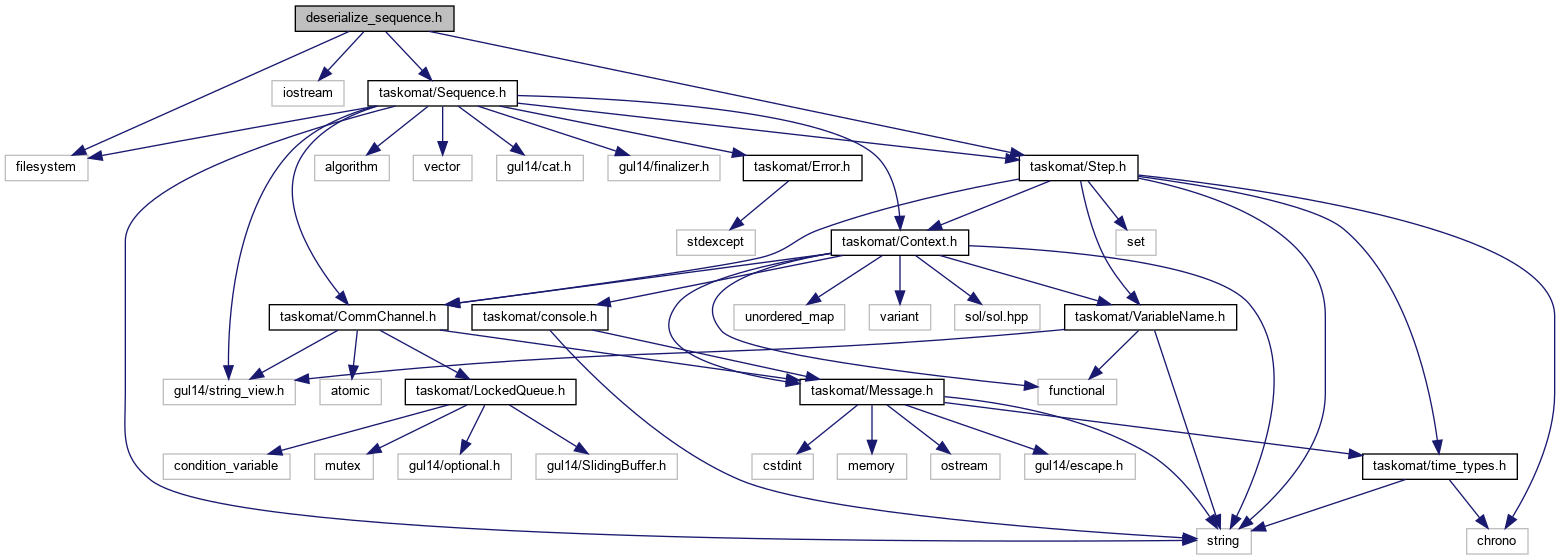 deserialize_sequence.h
iostream
taskomat/Sequence.h
filesystem
algorithm
vector
gul14/cat.h
gul14/finalizer.h
taskomat/Error.h
taskomat/Step.h
stdexcept
taskomat/Context.h
set
taskomat/CommChannel.h
taskomat/console.h
unordered_map
variant
sol/sol.hpp
taskomat/VariableName.h
gul14/string_view.h
atomic
taskomat/LockedQueue.h
taskomat/Message.h
functional
condition_variable
mutex
gul14/optional.h
gul14/SlidingBuffer.h
cstdint
memory
ostream
gul14/escape.h
taskomat/time_types.h
string
chrono